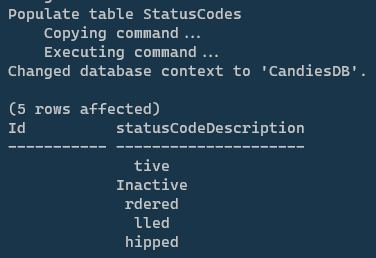 Populate table StatusCodes
Copying command...
Executing command...
Changed database context to 'CandiesDB'.
(5 rows affected)
Id statusCodeDescription
----------- ---------------------
tive
Inactive
rdered
lled
hipped